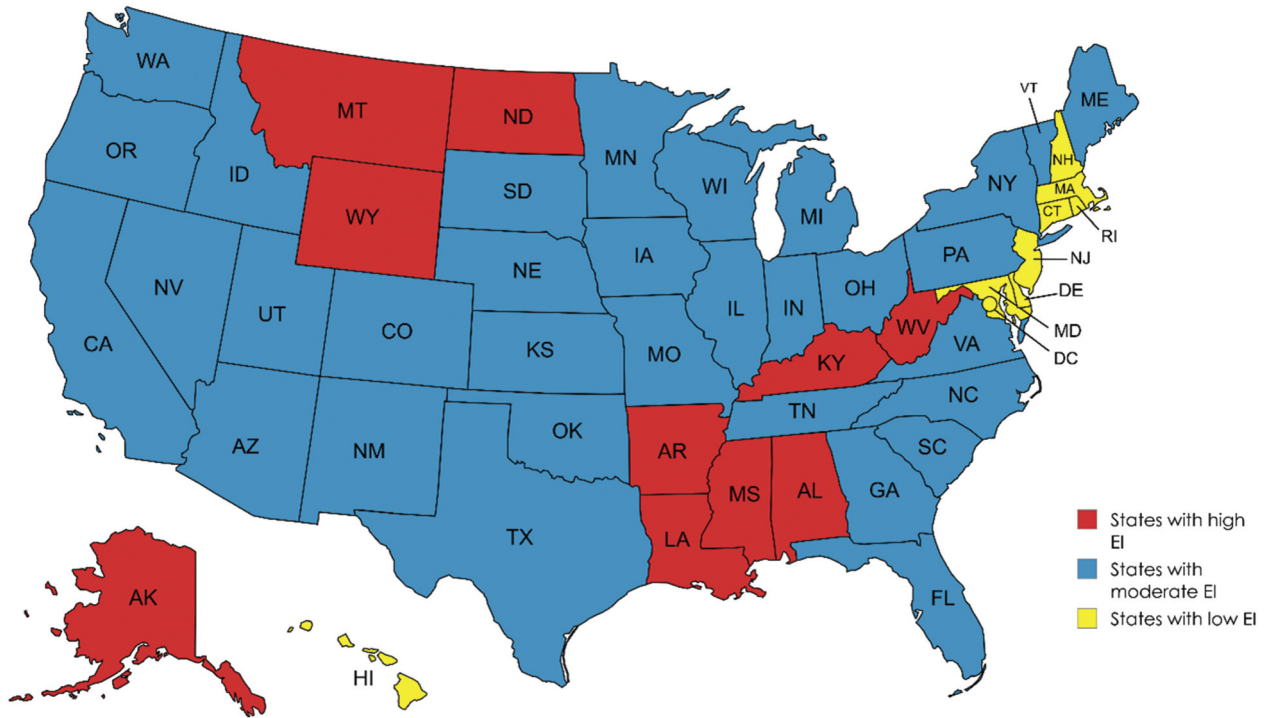 WA
MT
ND
VT
ME
OR
MN
ID
SD
WI
NH
NY
MA
WY
MI
CT
RI
IA
PA
NJ
NE
NV
OH
DE
UT
IL
IN
CO
WV
MD
CA
KS
MO
VA
DC
KY
NC
TN
OK
AZ
NM
AR
SC
MS
AL
GA
TX
LA
States with high
EI
States with
moderate EI
AK
FL
States with low EI
HI